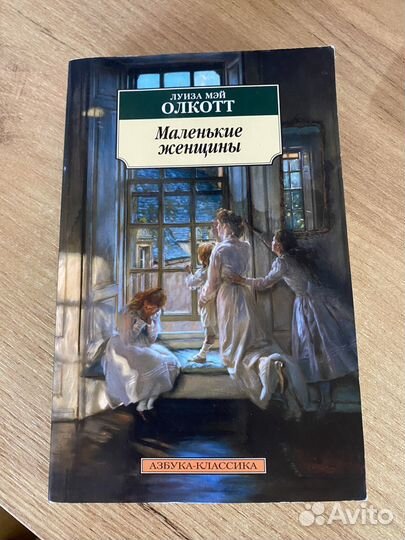 ЛУИЗА МЭЙ
ОЛКОТТ
Маленькие
женщины
АЗБУКА-КЛАССИКА
Avito